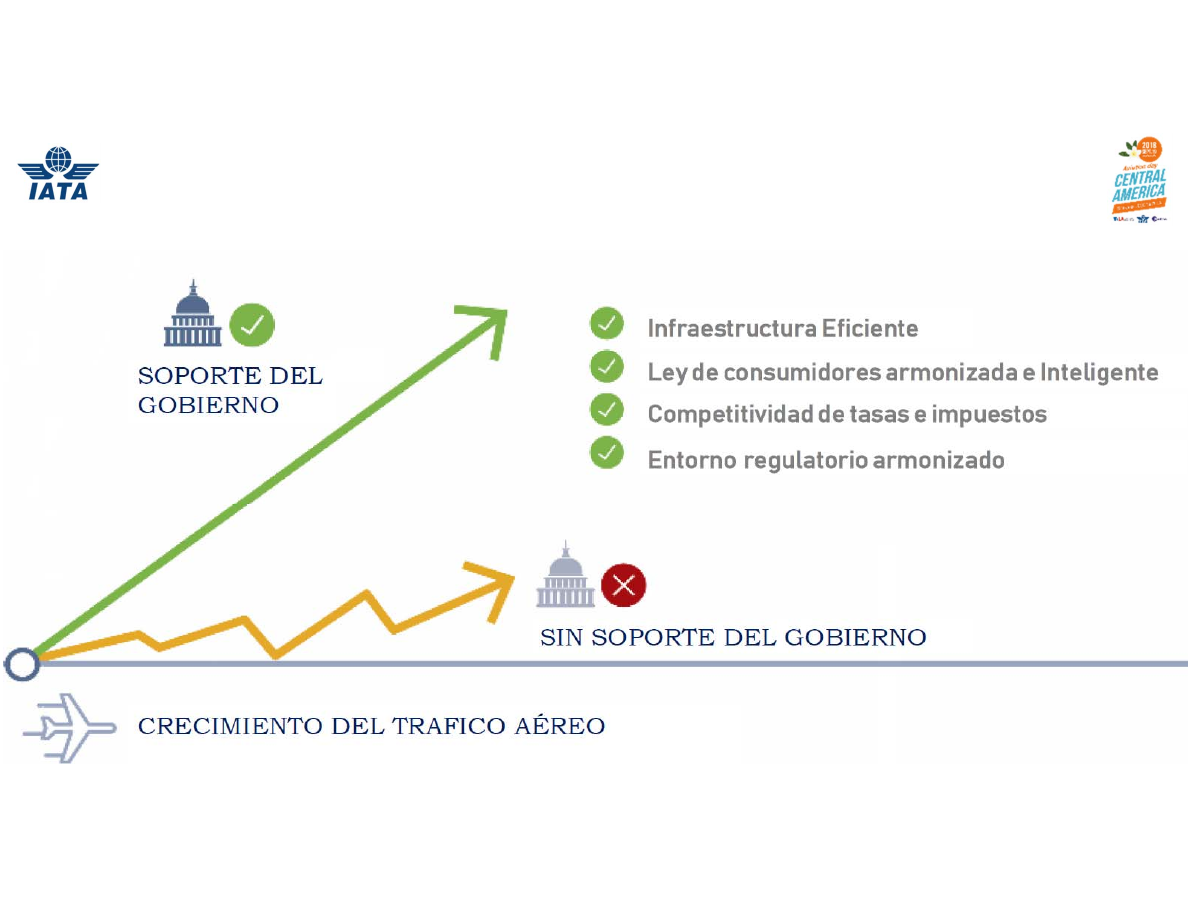 IATA
2018
Aviation day
CENTRAL
AMERICA
SOPORTE DEL
GOBIERNO
Infraestructura Eficiente
Ley de consumidores armonizada e Inteligente
Competitividad de tasas e impuestos
Entorno regulatorio armonizado
SIN SOPORTE DEL GOBIERNO
CRECIMIENTO DEL TRAFICO AÉREO